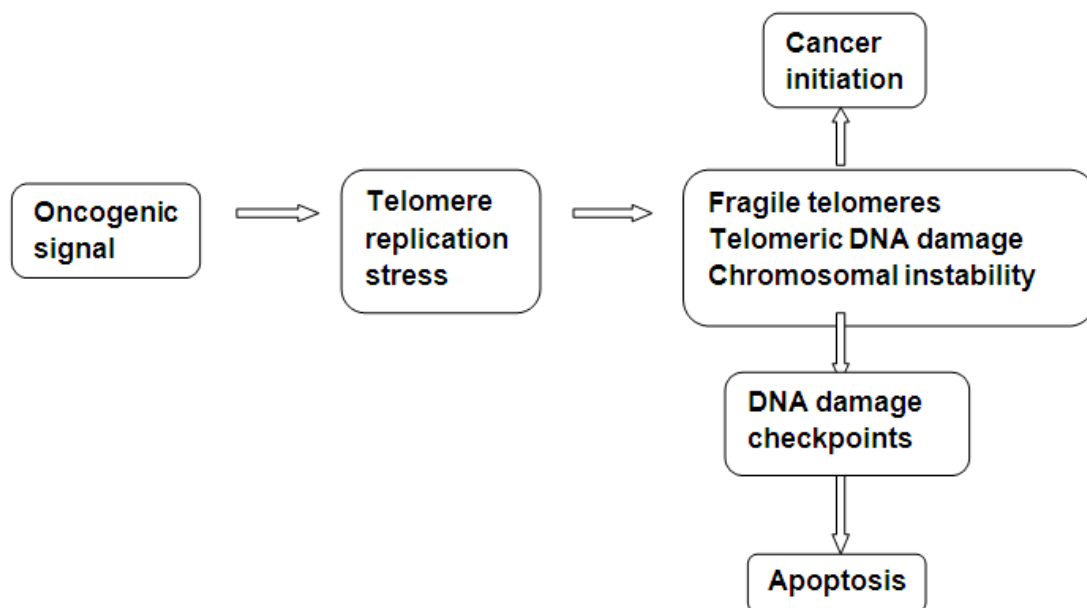 Cancer
initiation
Oncogenic
signal
Telomere
replication
stress
Fragile telomeres
Telomeric DNA damage
Chromosomal instability
DNA damage
checkpoints
Apoptosis